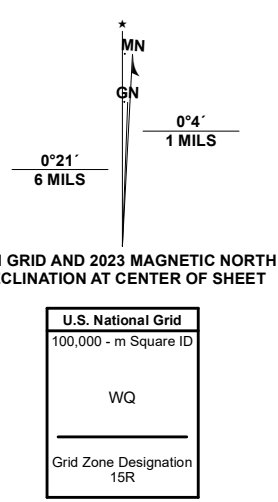 ★
MN
GN
0°4´
1 MILS
0°21´
6 MILS
GRID AND 2023 MAGNETIC NORTH
CLINATION AT CENTER OF SHEET
U.S. National Grid
100,000 - m Square ID
WQ
Grid Zone Designation
15R